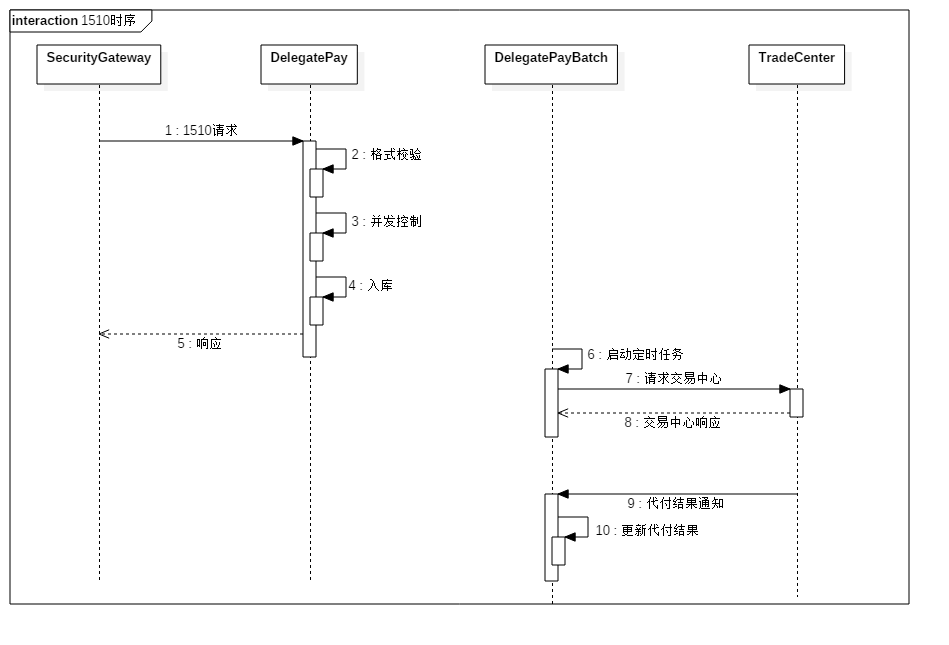 interaction 1510时序
SecurityGateway
DelegatePay
DelegatePayBatch
TradeCenter
1 : 1510请求
2 : 格式校验
3 : 并发控制
4 : 入库
5 : 响应
6 : 启动定时任务
7 : 请求交易中心
8 : 交易中心响应
9 : 代付结果通知
10 : 更新代付结果